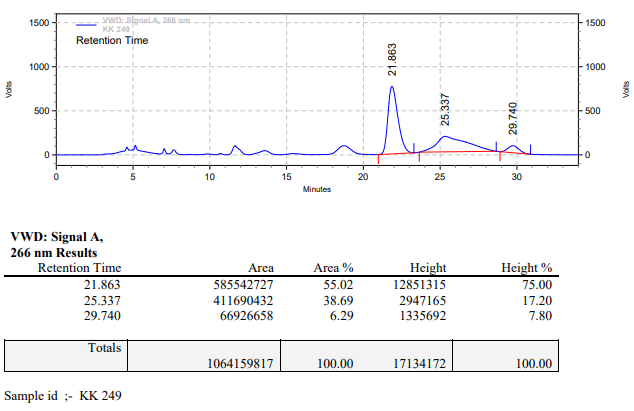 VWD: SignalA, 266 nm
KK 249
Retention Time
1500
1000
500
0
1500
1000
500
0
Volts
Volts
21.863
25.337
29.740
0 5 10 15 20 25 30
Minutes
VWD: Signal A,
266 nm Results
Retention Time Area Area % Height Height %
21.863 585542727 55.02 12851315 75.00
25.337 411690432 38.69 2947165 17.20
29.740 66926658 6.29 1335692 7.80
Totals
1064159817 100.00 17134172 100.00
Sample id ;- KK 249